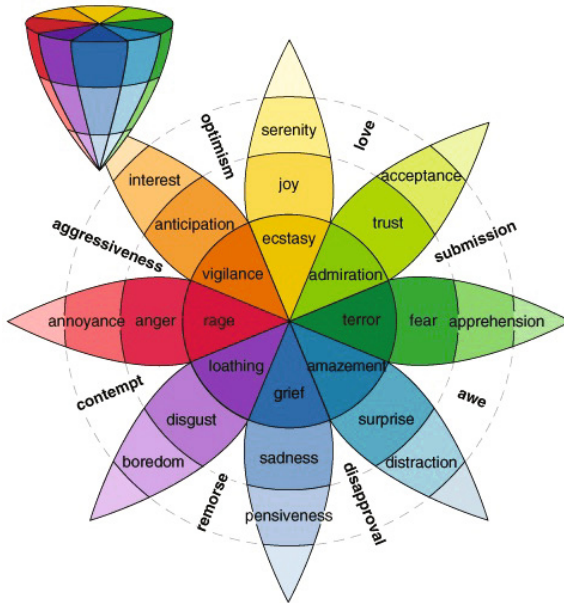 optimism
serenity
love
interest
joy
acceptance
anticipation
trust
aggressiveness
ecstasy
submission
vigilance
admiration
annoyance
anger
rage
terror
fear
apprehension
loathing
amazement
contempt
grief
awe
disgust
surprise
boredom
sadness
distraction
remorse
pensiveness
disapproval